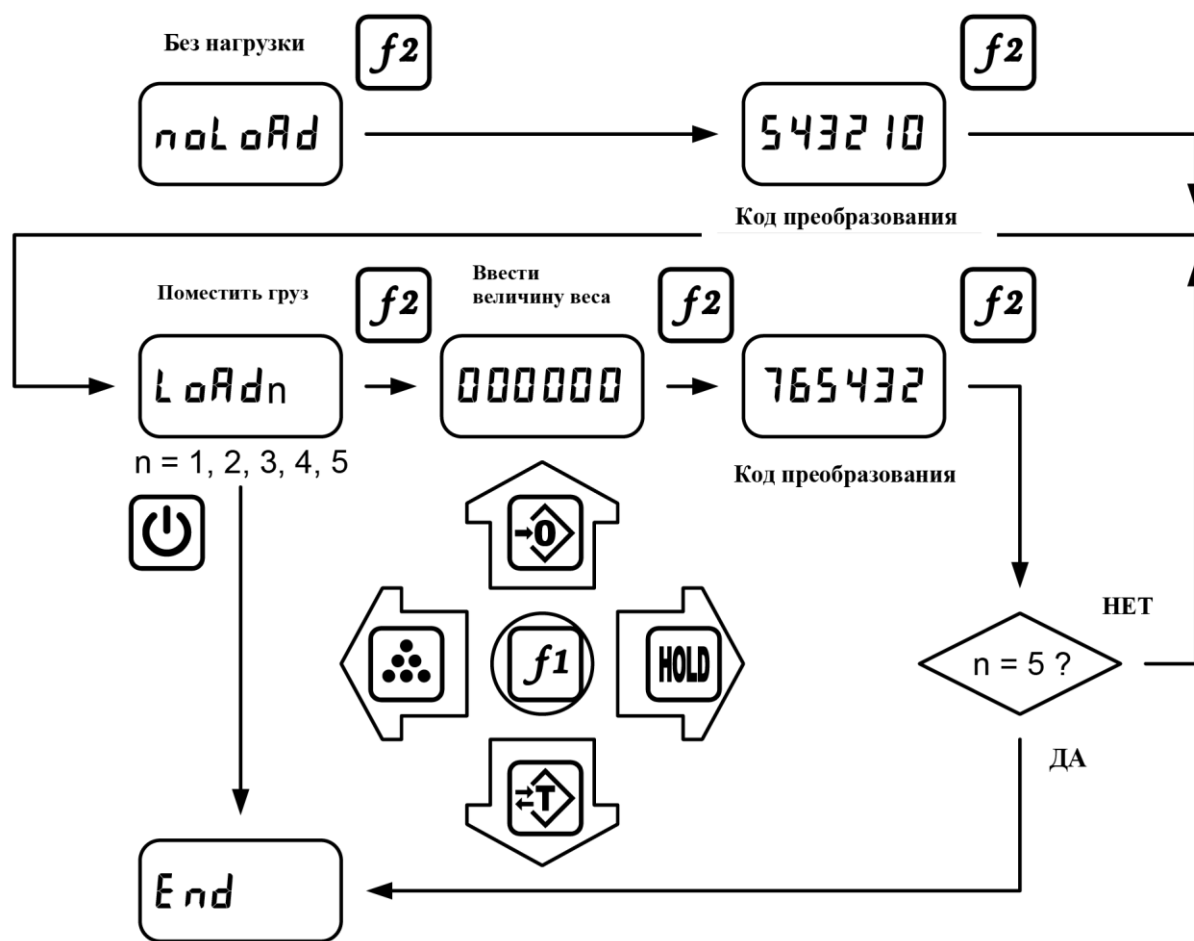 Без нагрузки
f2
f2
noLoAd
543210
Код преобразования
Поместить груз
f2
Ввести
величину веса
f2
f2
LoAdn
000000
765432
n = 1, 2, 3, 4, 5
Код преобразования
0
f1
HOLD
T
n = 5 ?
НЕТ
ДА
End